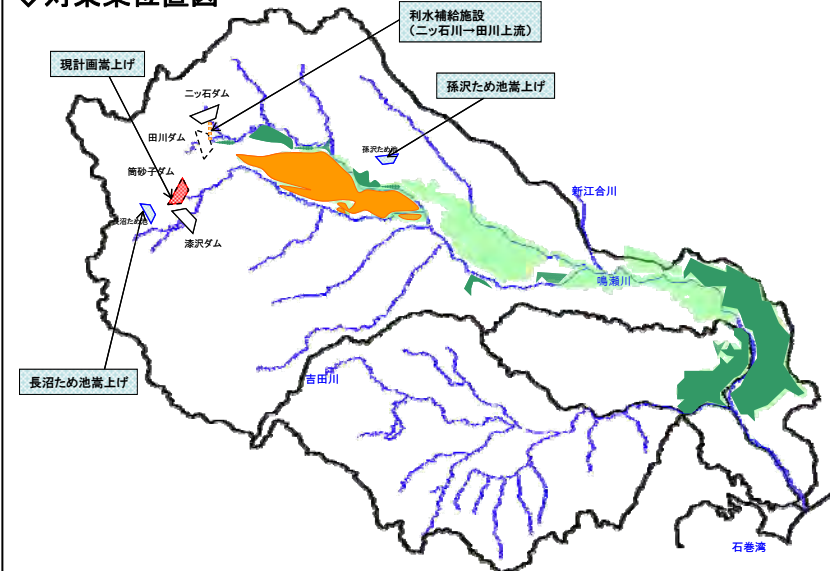 ◇対策案位置図
利水補給施設
（二ッ石川→田川上流）
現計画嵩上げ
孫沢ため池嵩上げ
二ッ石ダム
田川ダム
孫沢ため池
筒砂子ダム
新江合川
長沼ため池
漆沢ダム
鳴瀬川
長沼ため池嵩上げ
吉田川
石巻湾